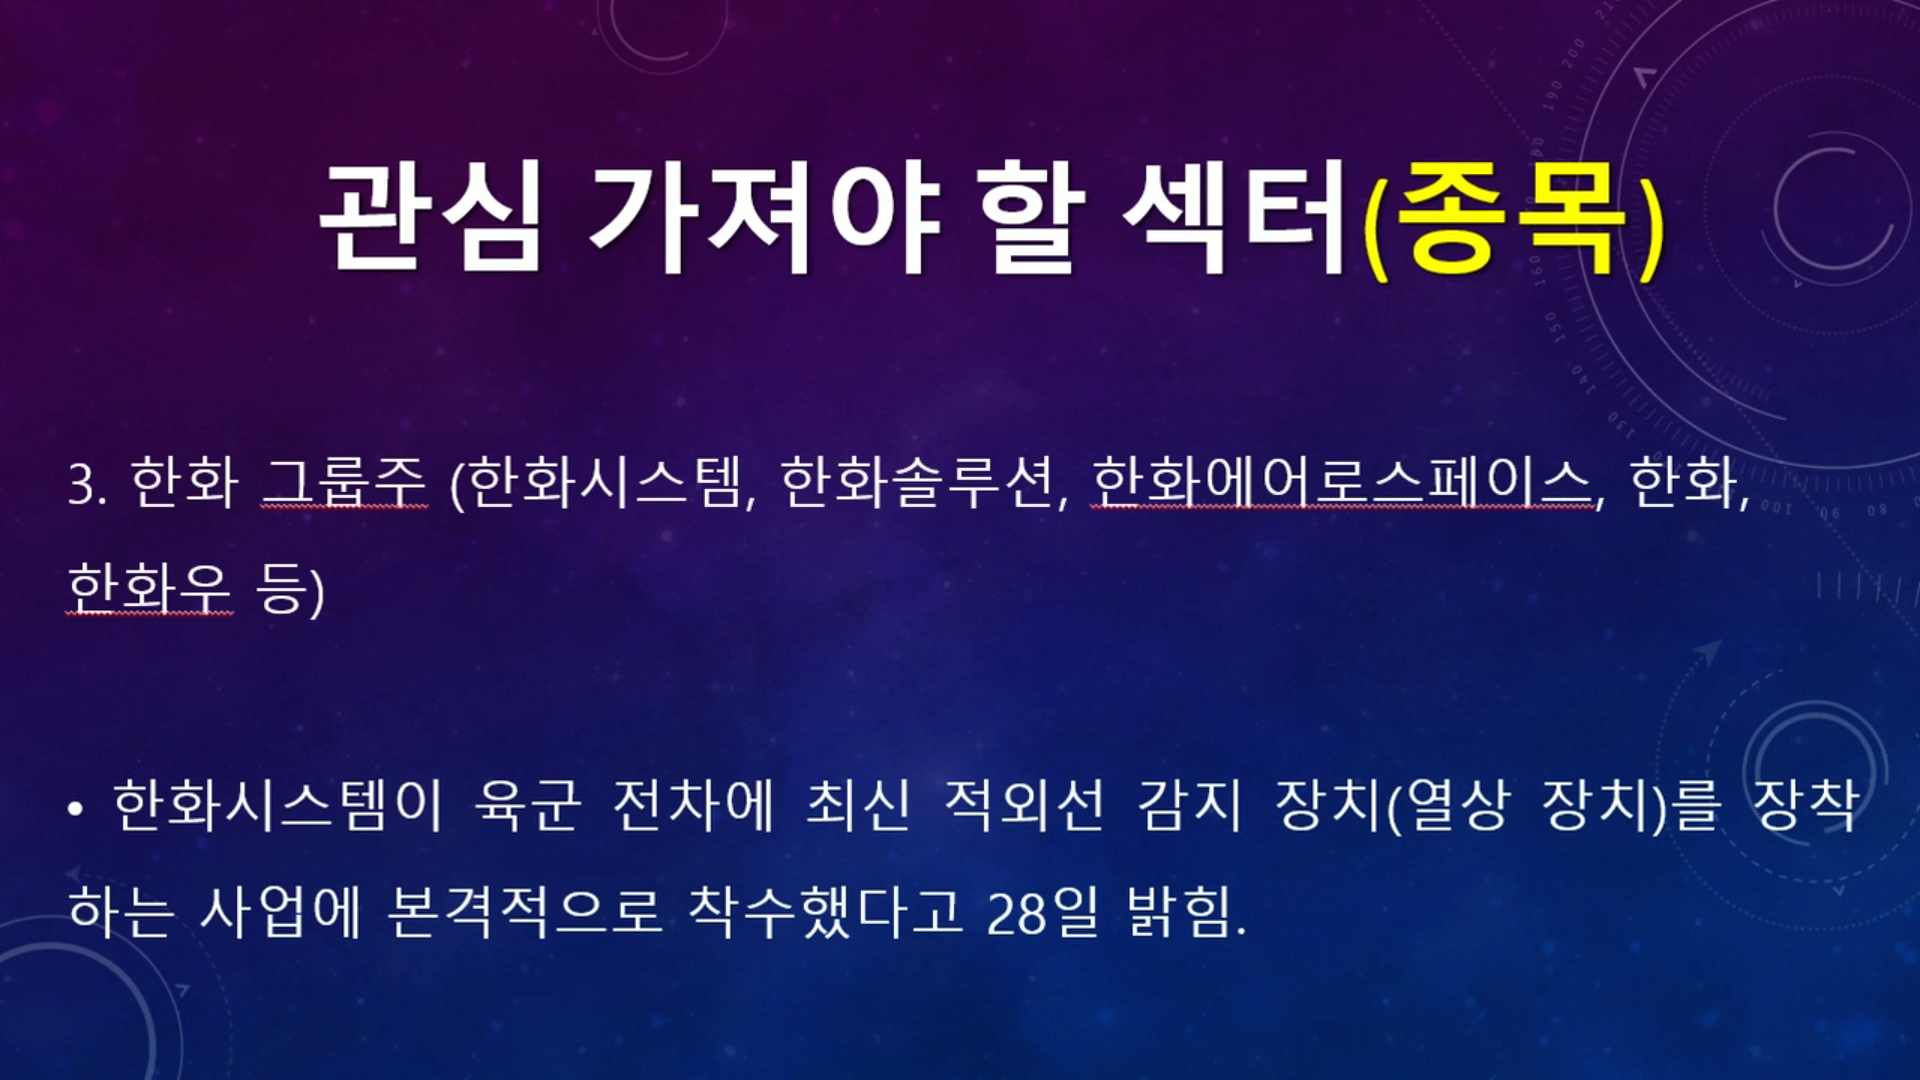 관심 가져야 할 섹터(종목)
3. 한화 그룹주 (한화시스템, 한화솔루션, 한화에어로스페이스, 한화,
한화우 등)
• 한화시스템이 육군 전차에 최신 적외선 감지 장치(열상 장치)를 장착
하는 사업에 본격적으로 착수했다고 28일 밝힘.